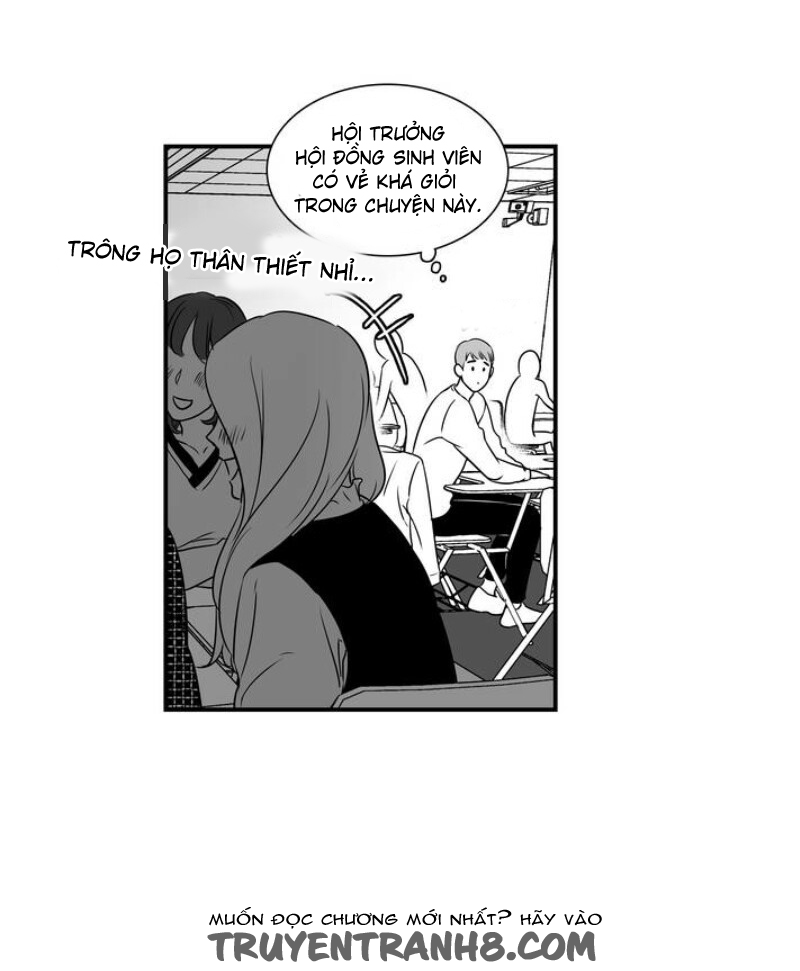 HỘI TRƯỞNG
HỘI ĐỒNG SINH VIÊN
CÓ VẺ KHÁ GIỎI
TRONG CHUYỆN NÀY.
TRÔNG HỌ THÂN THIẾT NHỈ...
MUỐN ĐỌC CHƯƠNG MỚI NHẤT? HÃY VÀO
TRUYENTRANH8.COM